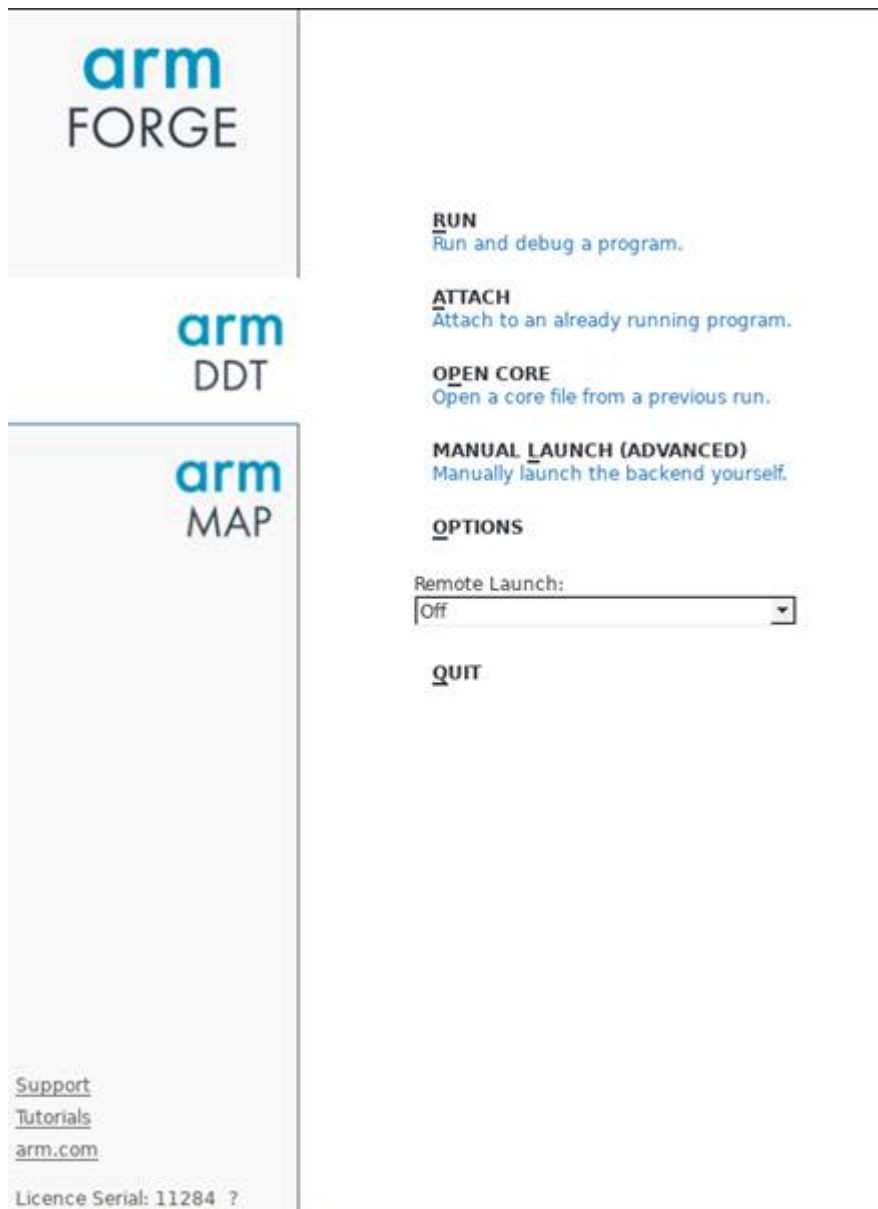 arm
FORGE
arm
DDT
arm
MAP
Support
Tutorials
arm.com
Licence Serial: 11284 ?
RUN
Run and debug a program.
ATTACH
Attach to an already running program.
OPEN CORE
Open a core file from a previous run.
MANUAL LAUNCH (ADVANCED)
Manually launch the backend yourself.
OPTIONS
Remote Launch:
Off
QUIT